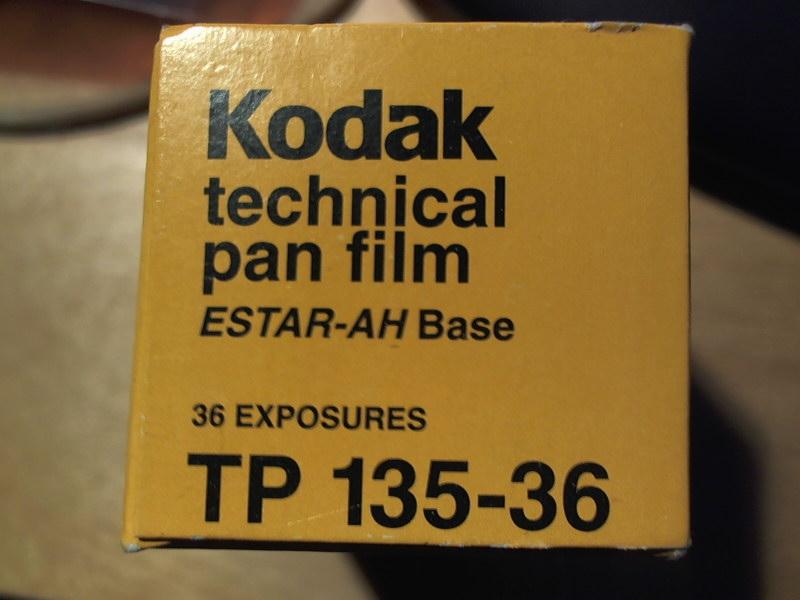 Kodak
technical
pan film
ESTAR-AH Base
36 EXPOSURES
TP 135-36